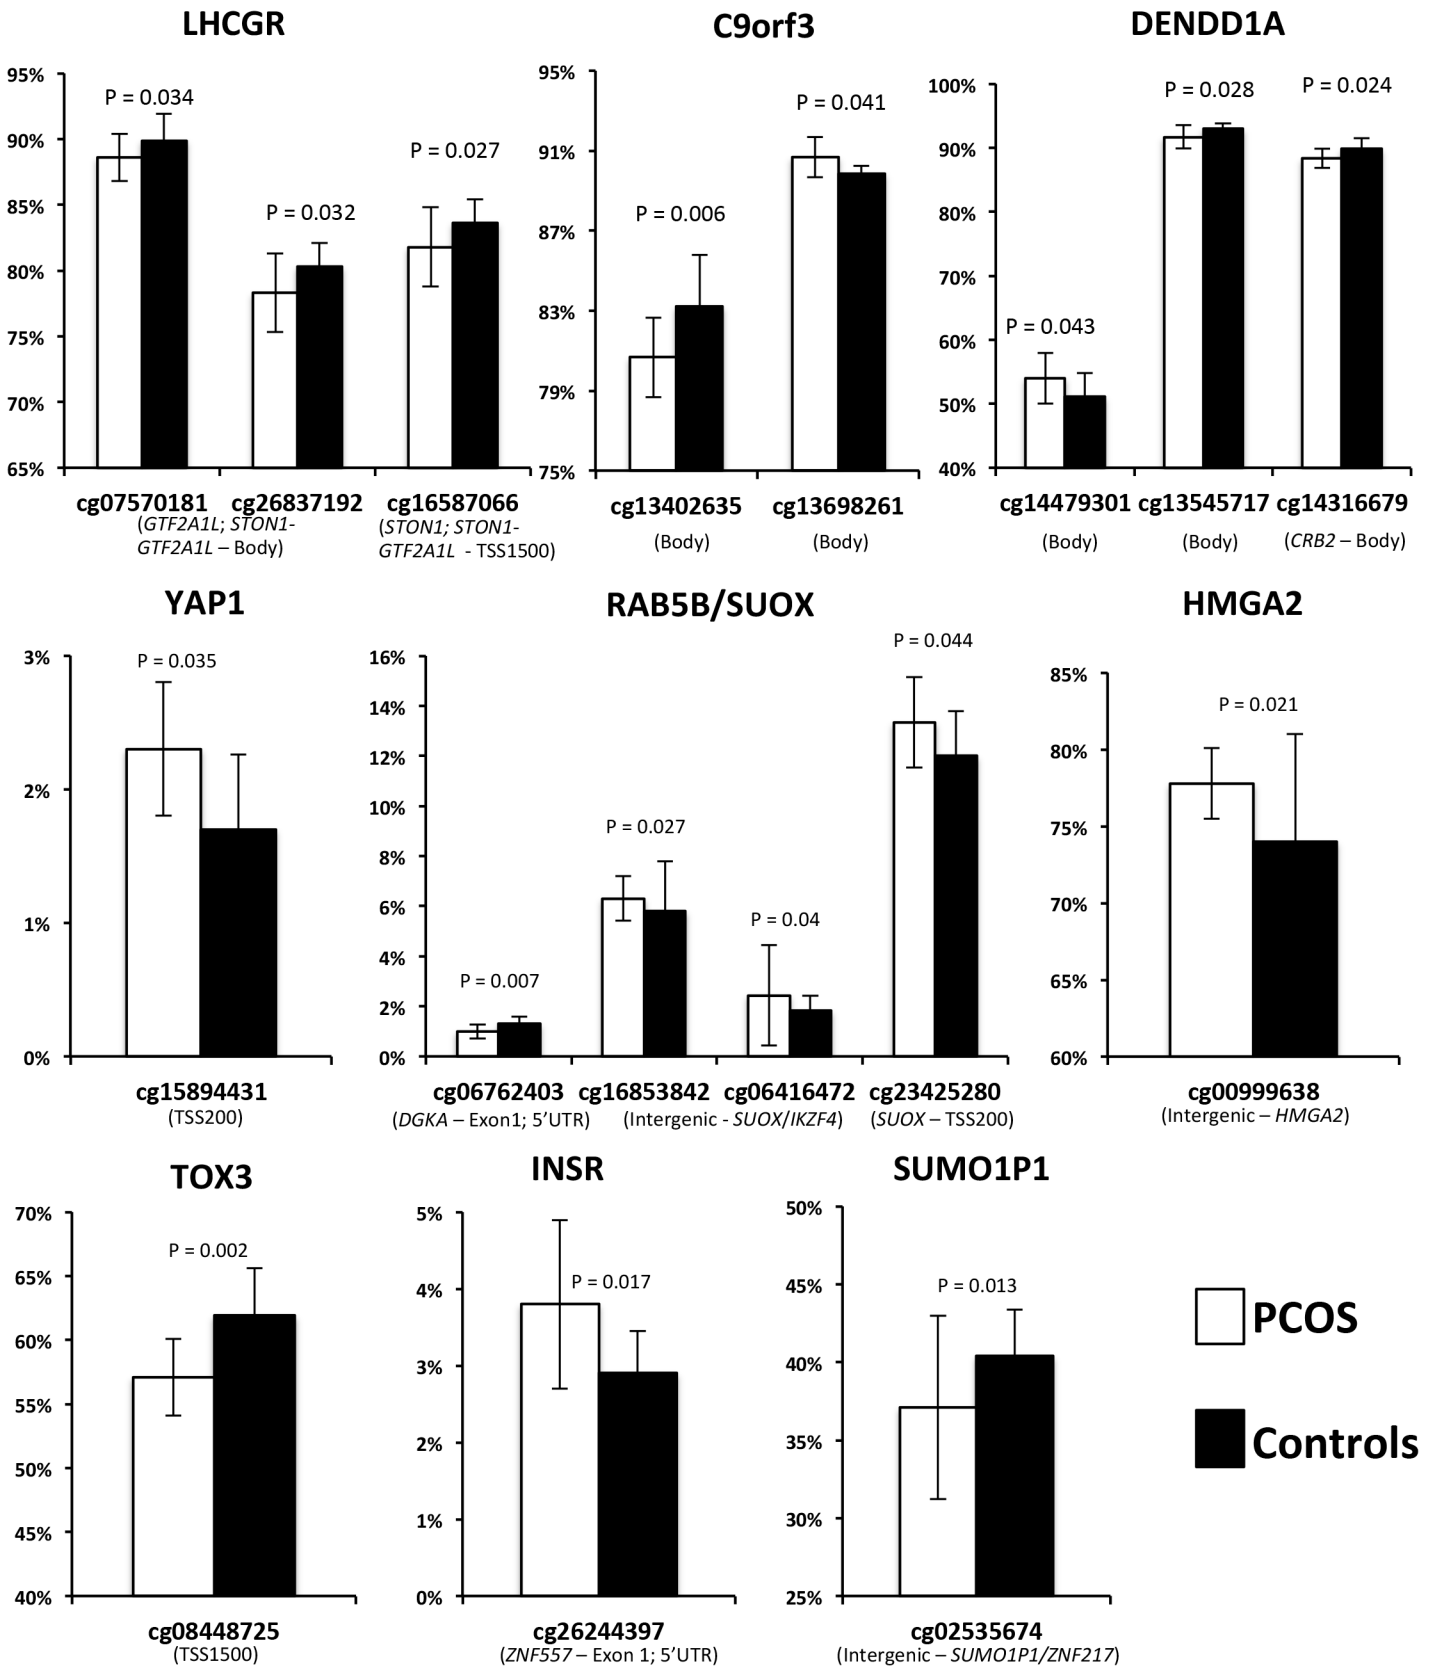 LHCGR
95%
90%
85%
80%
75%
70%
65%
P = 0.034
P = 0.032
P = 0.027
cg07570181 cg26837192 cg16587066
(GTF2A1L; STON1-
GTF2A1L – Body)
(STON1; STON1-
GTF2A1L - TSS1500)
C9orf3
95%
91%
87%
83%
79%
75%
P = 0.006
P = 0.041
cg13402635 cg13698261
(Body) (Body)
DENDD1A
100%
90%
80%
70%
60%
50%
40%
P = 0.043
P = 0.028
P = 0.024
cg14479301 cg13545717 cg14316679
(Body) (Body) (CRB2 – Body)
YAP1
3%
2%
1%
0%
P = 0.035
cg15894431
(TSS200)
RAB5B/SUOX
16%
14%
12%
10%
8%
6%
4%
2%
0%
P = 0.007
P = 0.027
P = 0.04
P = 0.044
cg06762403 cg16853842 cg06416472 cg23425280
(DGKA – Exon1; 5’UTR) (Intergenic - SUOX/IKZF4) (SUOX – TSS200)
HMGA2
85%
80%
75%
70%
65%
60%
P = 0.021
cg00999638
(Intergenic – HMGA2)
TOX3
70%
65%
60%
55%
50%
45%
40%
P = 0.002
cg08448725
(TSS1500)
INSR
5%
4%
3%
2%
1%
0%
P = 0.017
cg26244397
(ZNF557 – Exon 1; 5’UTR)
SUMO1P1
50%
45%
40%
35%
30%
25%
P = 0.013
cg02535674
(Intergenic – SUMO1P1/ZNF217)
PCOS
Controls